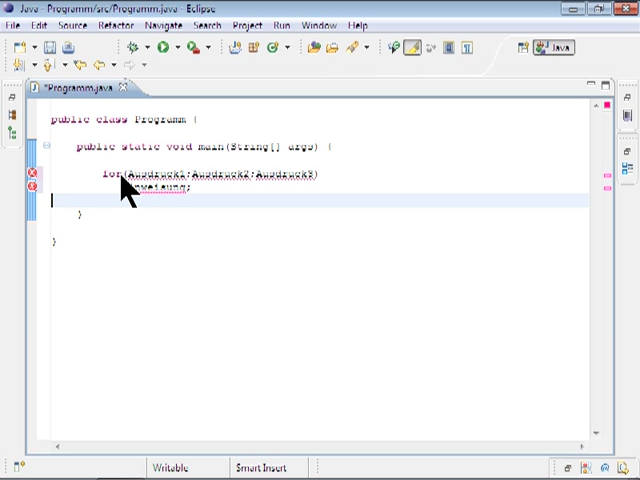 Java - Programm/src/Programm.java - Eclipse
File Edit Source Refactor Navigate Search Project Run Window Help
Java
*Programm.java
public class Programm {
public static void main(String[] args) {
for(Ausdruck1;Ausdruck2;Ausdruck3)
}
}
Writable Smart Insert